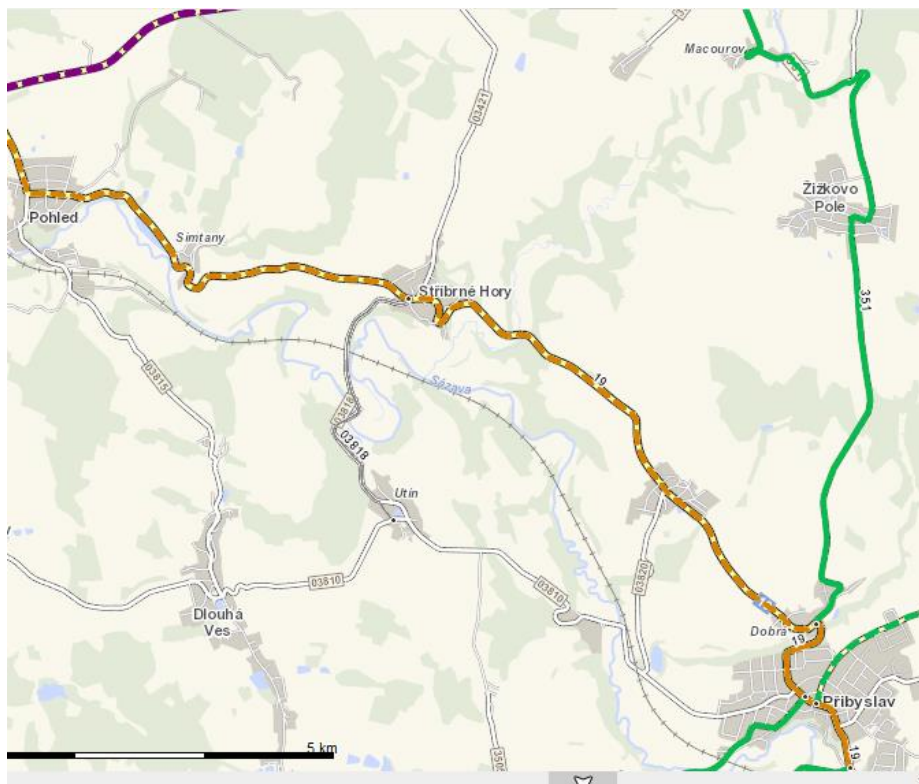 Macourov
03421
Žižkovo
Pole
Pohled
Simtany
Stříbrné Hory
351
03815
Sázava
19
03818
03818
Utín
03820
03810
03810
Dlouhá
Ves
Dobrá
19
Přibyslav
19
5 km